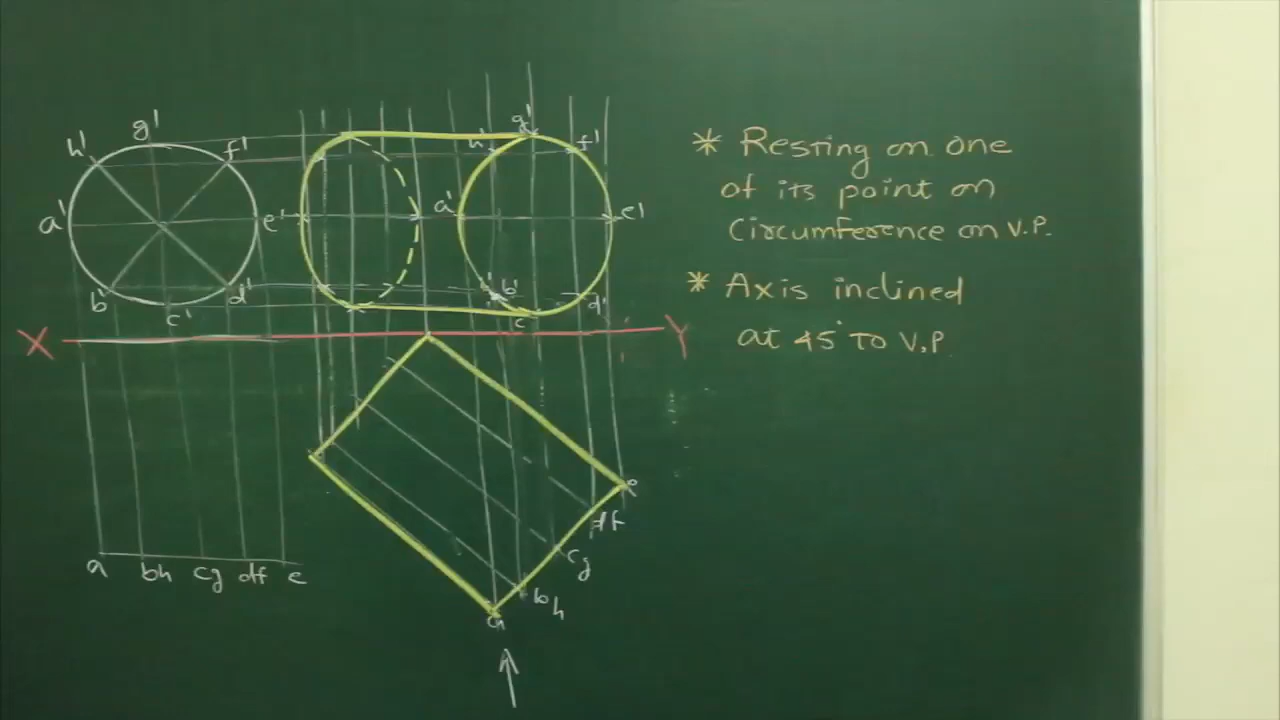 * Resting on one
of its point on
Circumference on V.P.
* Axis inclined
at 45° To V.P.
g'
h'
f'
a'
e'
b'
d'
c'
g'
h'
f'
a'
e'
b'
d'
c
X
Y
a
bh
cg
df
e
e
df
cg
bh
a